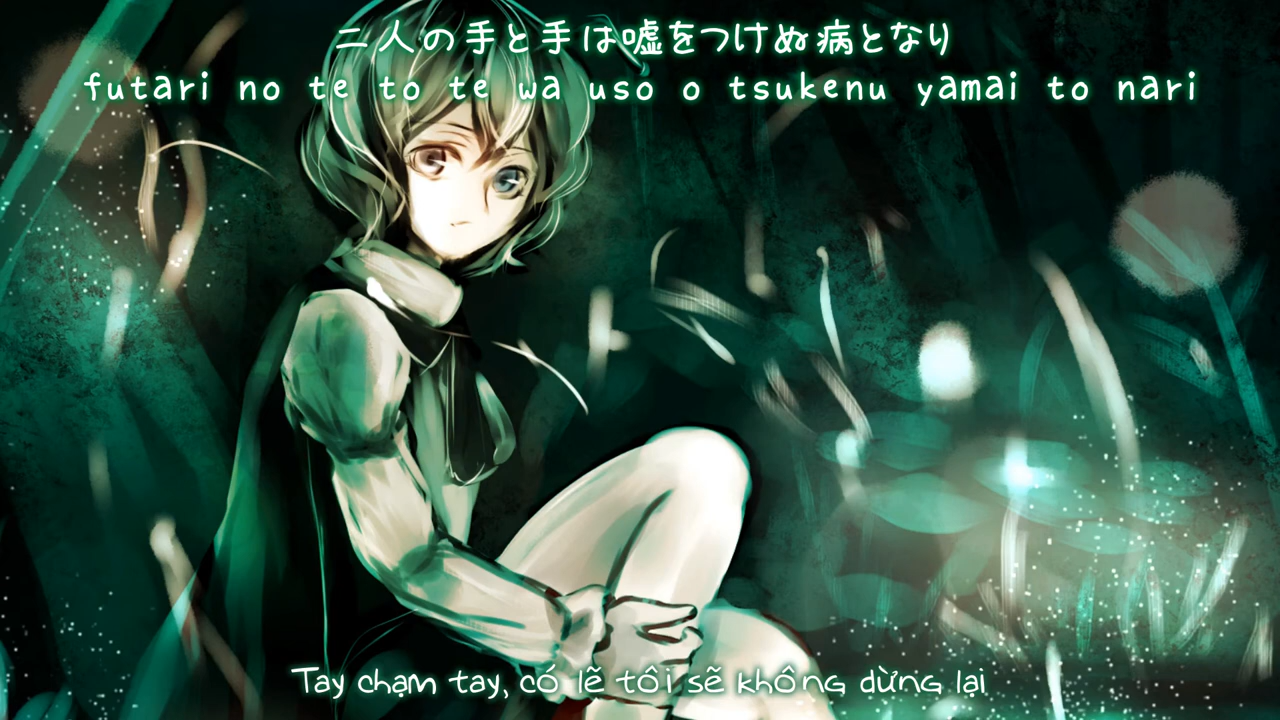 二人の手と手は嘘をつけぬ病となり
futari no te to te wa uso o tsukenu yamai to nari
Tay chạm tay, có lẽ tôi sẽ không dừng lại